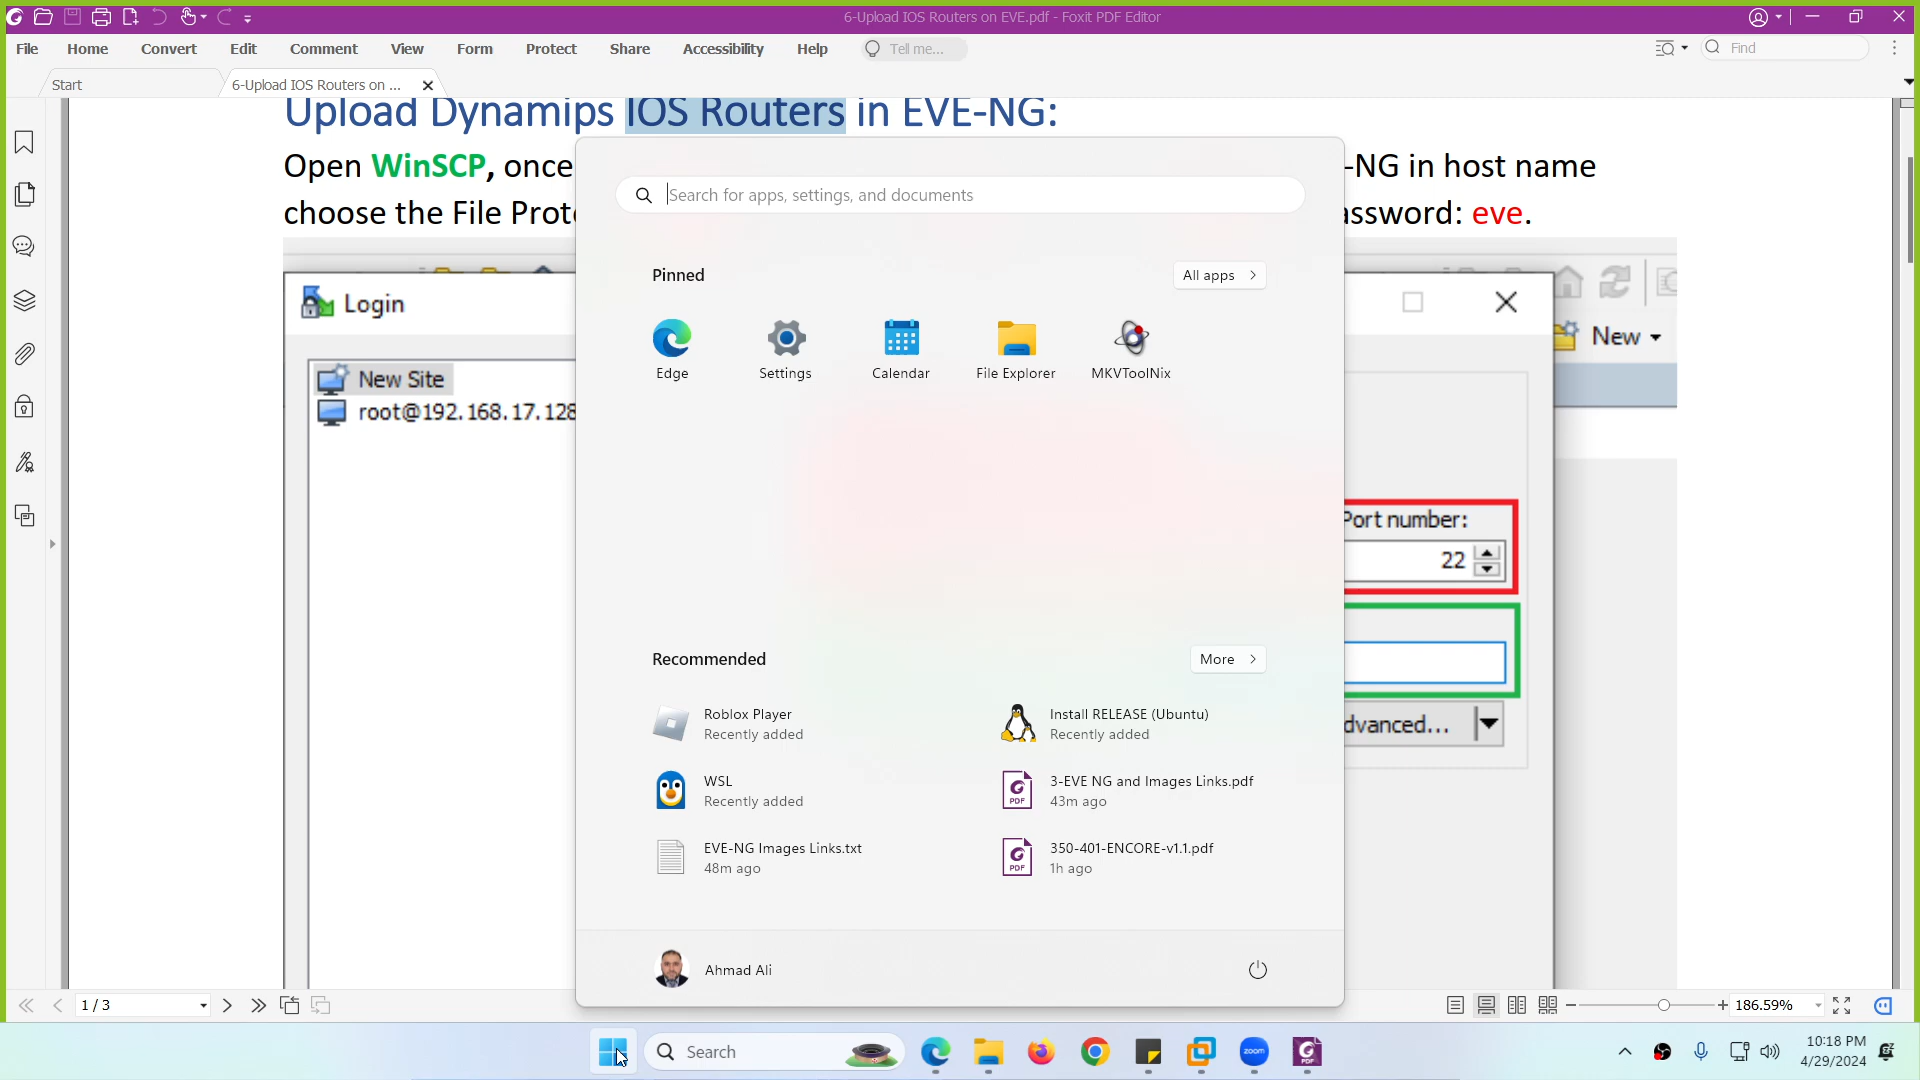 6-Upload IOS Routers on EVE.pdf - Foxit PDF Editor
File Home Convert Edit Comment View Form Protect Share Accessibility Help Tell me... Find
Start 6-Upload IOS Routers on ...
Upload Dynamips IOS Routers in EVE-NG:
Open WinSCP, once -NG in host name
choose the File Prot assword: eve.
Search for apps, settings, and documents
Pinned All apps
Login
New
Edge Settings Calendar File Explorer MKVToolNix
New Site
root@192.168.17.128
Port number:
22
Recommended More
Roblox Player
Recently added
Install RELEASE (Ubuntu)
Recently added
dvanced...
WSL
Recently added
3-EVE NG and Images Links.pdf
43m ago
EVE-NG Images Links.txt
48m ago
350-401-ENCORE-v1.1.pdf
1h ago
Ahmad Ali
1 / 3 186.59%
Search
zoom
PDF
10:18 PM
4/29/2024